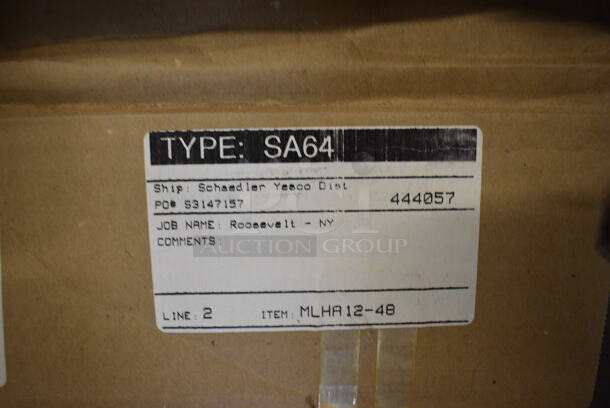 TYPE: SA64
Ship: Schaedler Yesco Dist
PO# S3147157 444057
JOB NAME: Roosevelt - NY
COMMENTS:
PCI
AUCTION GROUP
LINE: 2 ITEM: MLHA12-48